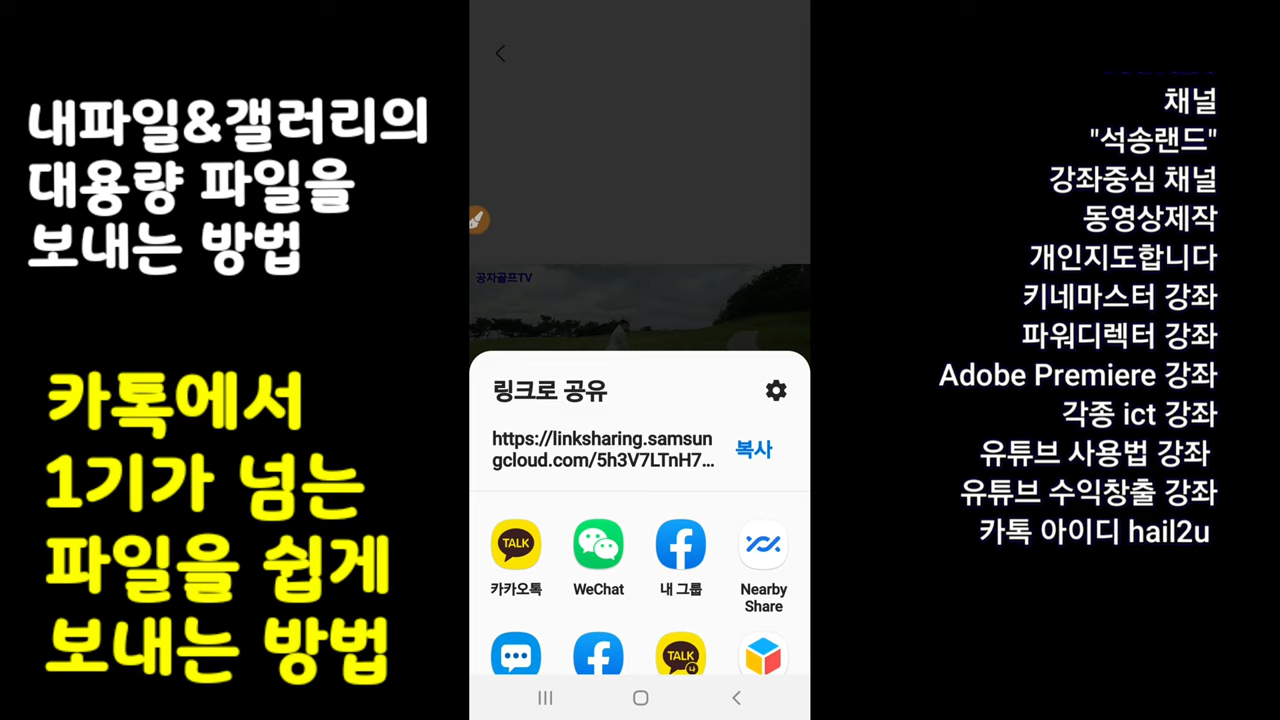 내파일&갤러리의
대용량 파일을
보내는 방법
카톡에서
1기가 넘는
파일을 쉽게
보내는 방법
공자골프TV
링크로 공유
https://linksharing.samsun
gcloud.com/5h3V7LTnH7...
복사
TALK
카카오톡
WeChat
내 그룹
Nearby
Share
TALK
나
채널
"석송랜드"
강좌중심 채널
동영상제작
개인지도합니다
키네마스터 강좌
파워디렉터 강좌
Adobe Premiere 강좌
각종 ict 강좌
유튜브 사용법 강좌
유튜브 수익창출 강좌
카톡 아이디 hail2u